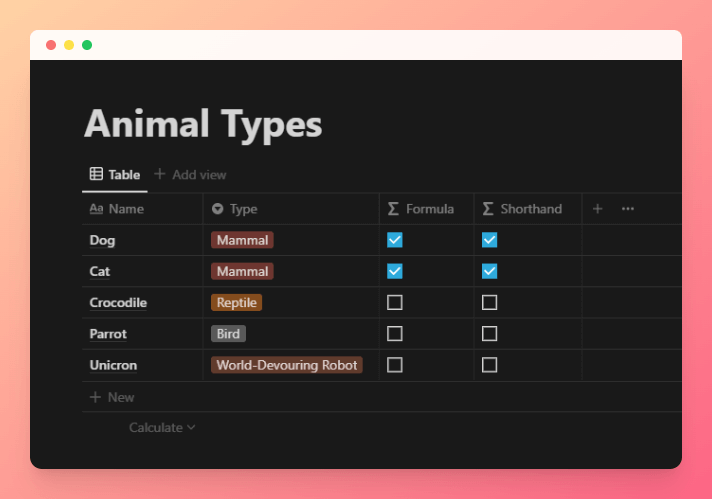 Animal Types
Table Add view
Aa Name Type Σ Formula Σ Shorthand
Dog Mammal
Cat Mammal
Crocodile Reptile
Parrot Bird
Unicron World-Devouring Robot
New
Calculate